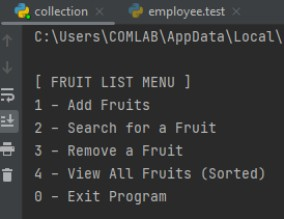 collection
employee.test
C:\Users\COMLAB\AppData\Local\
[ FRUIT LIST MENU ]
1 - Add Fruits
2 - Search for a Fruit
3 - Remove a Fruit
4 - View All Fruits (Sorted)
0 - Exit Program